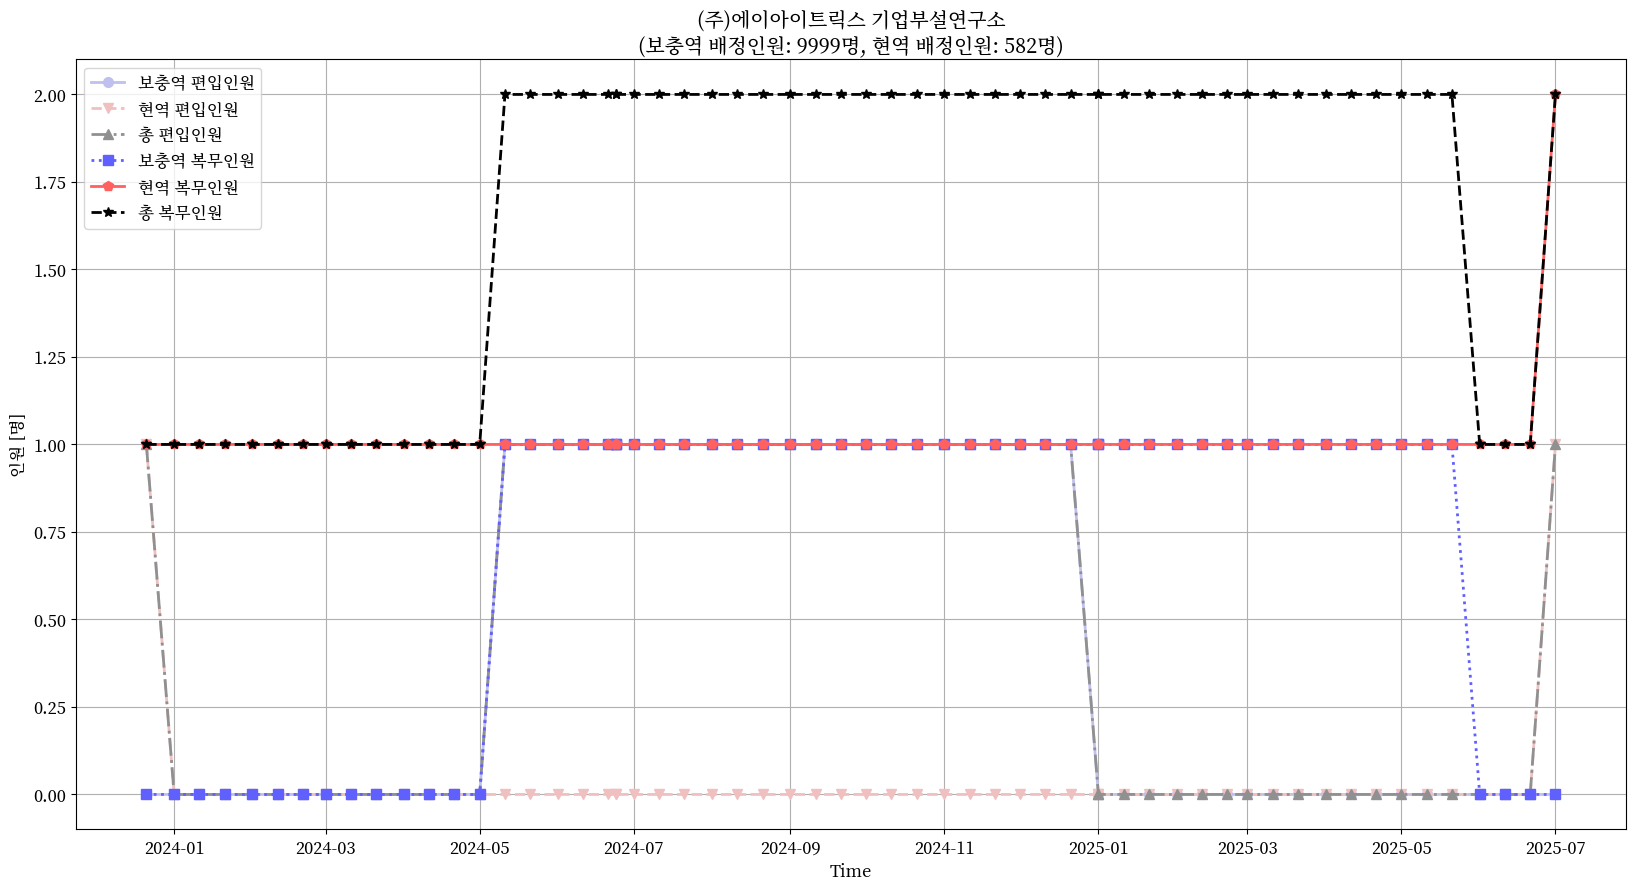 (주)에이아이트릭스 기업부설연구소
(보충역 배정인원: 9999명, 현역 배정인원: 582명)
보충역 편입인원
현역 편입인원
총 편입인원
보충역 복무인원
현역 복무인원
총 복무인원
2.00
1.75
1.50
1.25
1.00
0.75
0.50
0.25
0.00
인원 [명]
2024-01
2024-03
2024-05
2024-07
2024-09
2024-11
2025-01
2025-03
2025-05
2025-07
Time